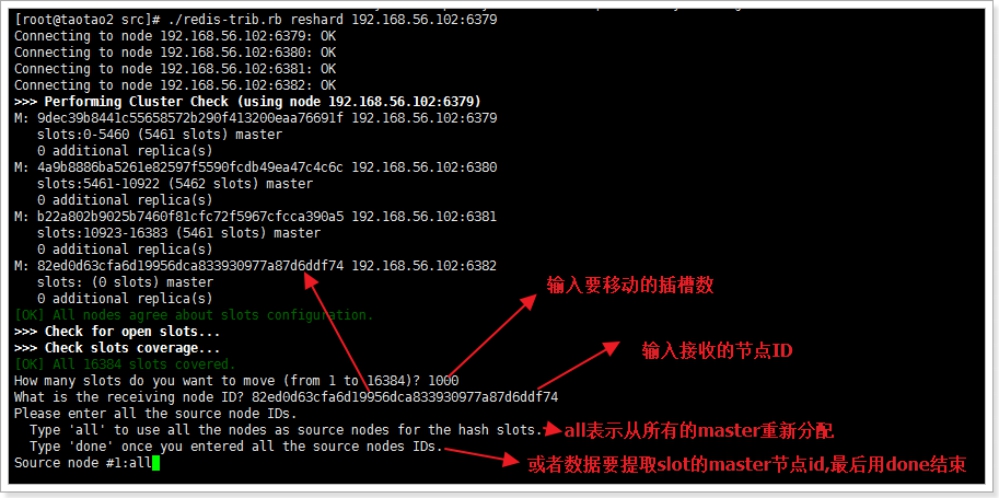 [root@taotao2 src]# ./redis-trib.rb reshard 192.168.56.102:6379
Connecting to node 192.168.56.102:6379: OK
Connecting to node 192.168.56.102:6380: OK
Connecting to node 192.168.56.102:6381: OK
Connecting to node 192.168.56.102:6382: OK
>>> Performing Cluster Check (using node 192.168.56.102:6379)
M: 9dec39b8441c55658572b290f413200eaa76691f 192.168.56.102:6379
slots:0-5460 (5461 slots) master
0 additional replica(s)
M: 4a9b8886ba5261e82597f5590fcdb49ea47c4c6c 192.168.56.102:6380
slots:5461-10922 (5462 slots) master
0 additional replica(s)
M: b22a802b9025b7460f81cfc72f5967cfcca390a5 192.168.56.102:6381
slots:10923-16383 (5461 slots) master
0 additional replica(s)
M: 82ed0d63cfa6d19956dca833930977a87d6ddf74 192.168.56.102:6382
slots: (0 slots) master
0 additional replica(s)
输入要移动的插槽数
[OK] All nodes agree about slots configuration.
>>> Check for open slots...
>>> Check slots coverage...
输入接收的节点ID
[OK] All 16384 slots covered.
How many slots do you want to move (from 1 to 16384)? 1000
What is the receiving node ID? 82ed0d63cfa6d19956dca833930977a87d6ddf74
Please enter all the source node IDs.
Type 'all' to use all the nodes as source nodes for the hash slots.
all表示从所有的master重新分配
Type 'done' once you entered all the source nodes IDs.
或者数据要提取slot的master节点id,最后用done结束
Source node #1:all